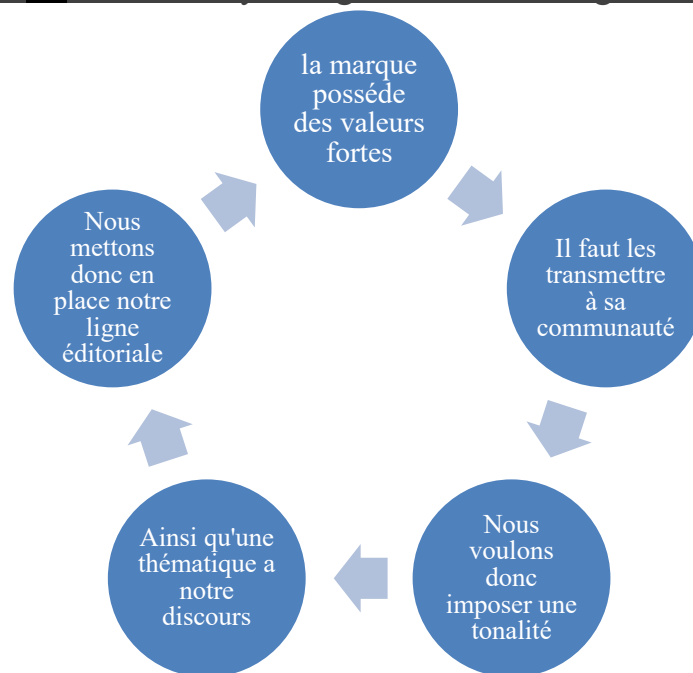 la marque
posséde
des valeurs
fortes
Il faut les
transmettre
à sa
communauté
Nous
voulons
donc
imposer une
tonalité
Ainsi qu'une
thématique a
notre
discours
Nous
mettons
donc en
place notre
ligne
éditoriale